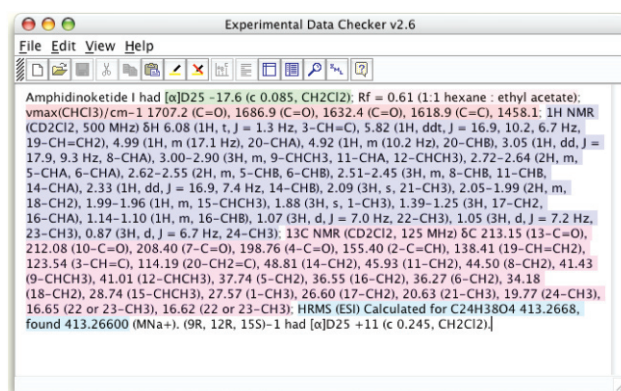 Experimental Data Checker v2.6
File Edit View Help
Amphidinoketide I had [α]D25 -17.6 (c 0.085, CH2Cl2); Rf = 0.61 (1:1 hexane : ethyl acetate);
vmax(CHCl3)/cm-1 1707.2 (C=O), 1686.9 (C=O), 1632.4 (C=O), 1618.9 (C=C), 1458.1; 1H NMR
(CD2Cl2, 500 MHz) δH 6.08 (1H, t, J = 1.3 Hz, 3-CH=C), 5.82 (1H, ddt, J = 16.9, 10.2, 6.7 Hz,
19-CH=CH2), 4.99 (1H, m (17.1 Hz), 20-CHA), 4.92 (1H, m (10.2 Hz), 20-CHB), 3.05 (1H, dd, J =
17.9, 9.3 Hz, 8-CHA), 3.00-2.90 (3H, m, 9-CHCH3, 11-CHA, 12-CHCH3), 2.72-2.64 (2H, m,
5-CHA, 6-CHA), 2.62-2.55 (2H, m, 5-CHB, 6-CHB), 2.51-2.45 (3H, m, 8-CHB, 11-CHB,
14-CHA), 2.33 (1H, dd, J = 16.9, 7.4 Hz, 14-CHB), 2.09 (3H, s, 21-CH3), 2.05-1.99 (2H, m,
18-CH2), 1.99-1.96 (1H, m, 15-CHCH3), 1.88 (3H, s, 1-CH3), 1.39-1.25 (3H, 17-CH2,
16-CHA), 1.14-1.10 (1H, m, 16-CHB), 1.07 (3H, d, J = 7.0 Hz, 22-CH3), 1.05 (3H, d, J = 7.2 Hz,
23-CH3), 0.87 (3H, d, J = 6.7 Hz, 24-CH3); 13C NMR (CD2Cl2, 125 MHz) δC 213.15 (13-C=O),
212.08 (10-C=O), 208.40 (7-C=O), 198.76 (4-C=O), 155.40 (2-C=CH), 138.41 (19-CH=CH2),
123.54 (3-CH=C), 114.19 (20-CH2=C), 48.81 (14-CH2), 45.93 (11-CH2), 44.50 (8-CH2), 41.43
(9-CHCH3), 41.01 (12-CHCH3), 37.74 (5-CH2), 36.55 (16-CH2), 36.27 (6-CH2), 34.18
(18-CH2), 28.74 (15-CHCH3), 27.57 (1-CH3), 26.60 (17-CH2), 20.63 (21-CH3), 19.77 (24-CH3),
16.65 (22 or 23-CH3), 16.62 (22 or 23-CH3); HRMS (ESI) Calculated for C24H38O4 413.2668,
found 413.26600 (MNa+). (9R, 12R, 15S)-1 had [α]D25 +11 (c 0.245, CH2Cl2).